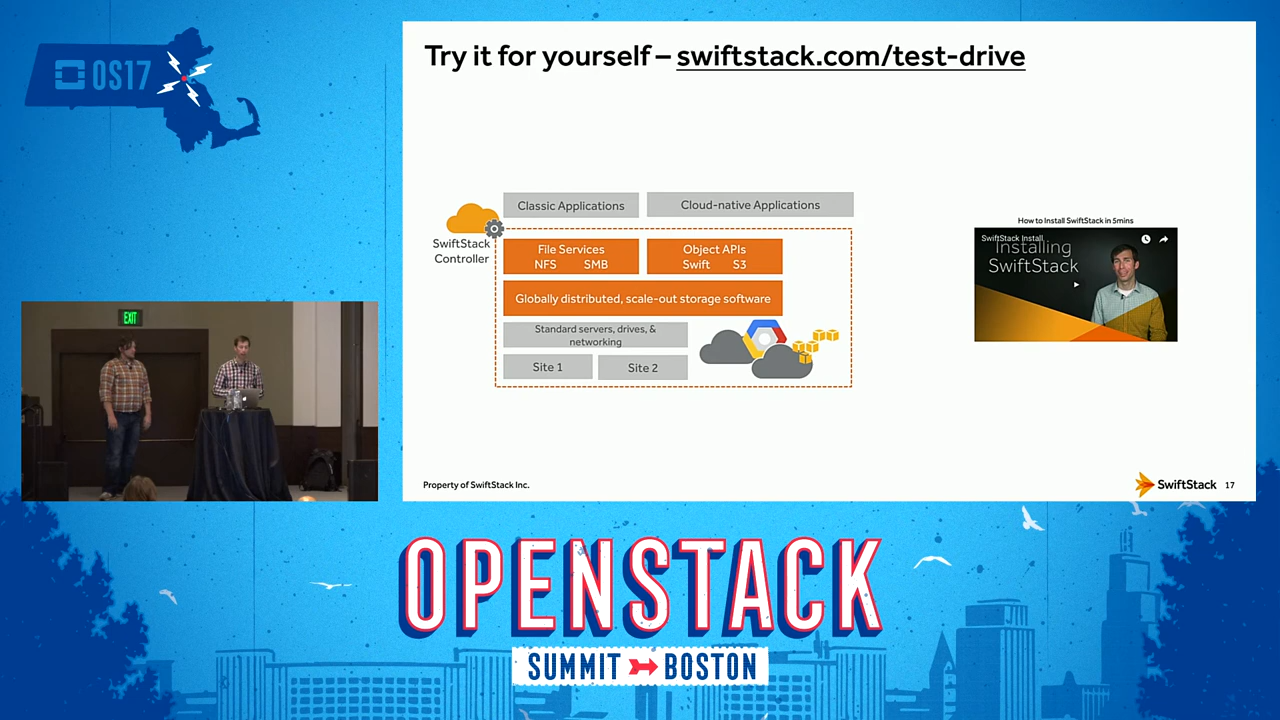 OS17
Try it for yourself – swiftstack.com/test-drive
Classic Applications
Cloud-native Applications
SwiftStack
Controller
File Services
NFS SMB
Object APIs
Swift S3
Globally distributed, scale-out storage software
Standard servers, drives, &
networking
Site 1
Site 2
How to Install SwiftStack in 5mins
SwiftStack Install
Installing
SwiftStack
EXIT
Property of SwiftStack Inc.
SwiftStack 17
OPENSTACK
SUMMIT BOSTON